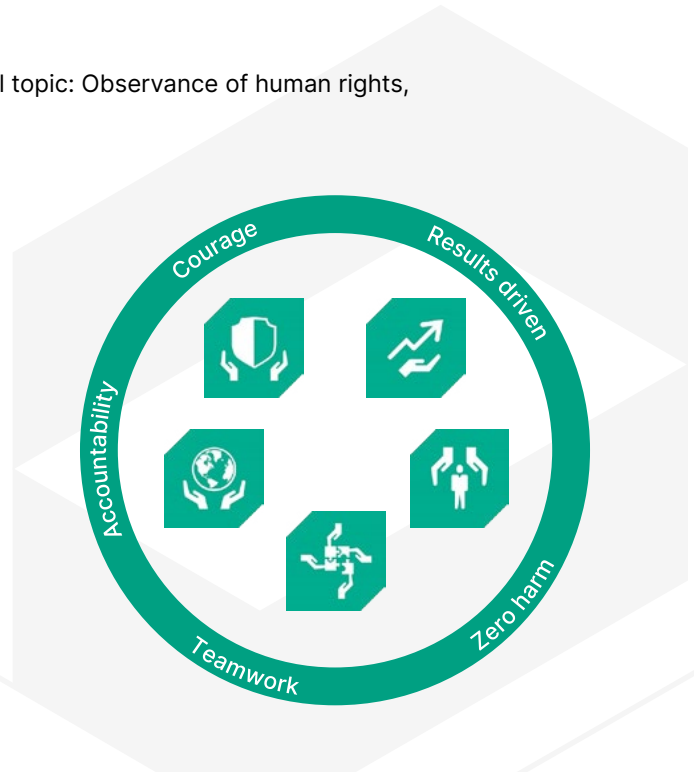 l topic: Observance of human rights,
Courage
Results driven
Accountability
Zero harm
Teamwork